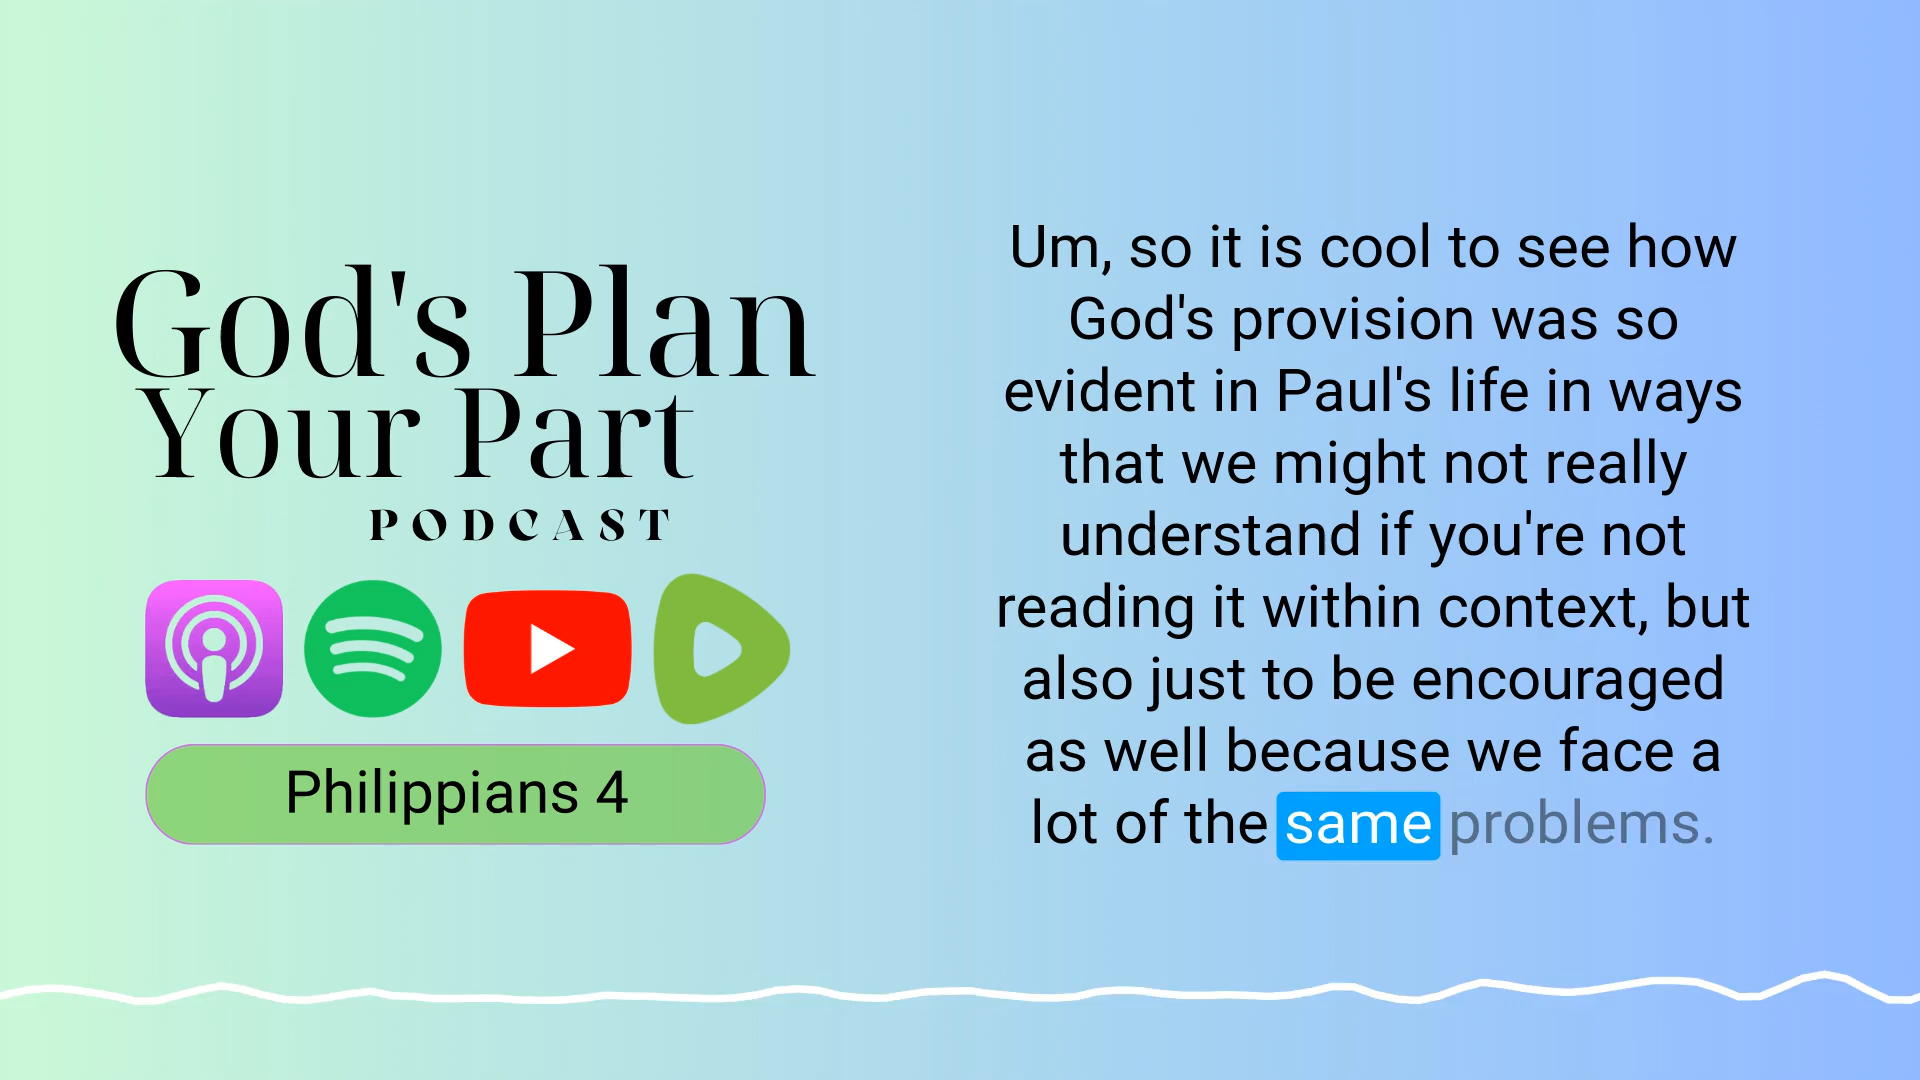 God's Plan
Your Part
PODCAST
Philippians 4
Um, so it is cool to see how
God's provision was so
evident in Paul's life in ways
that we might not really
understand if you're not
reading it within context, but
also just to be encouraged
as well because we face a
lot of the same problems.